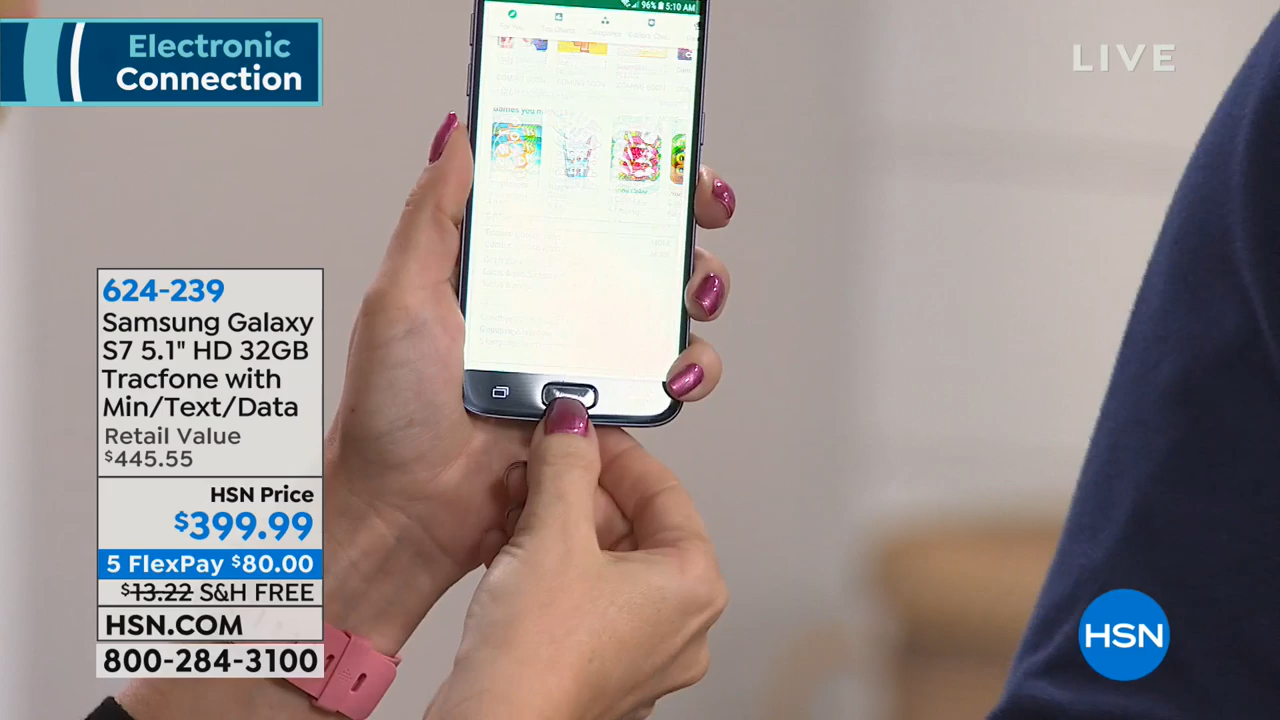 Electronic
Connection
96% 5:10 AM
LIVE
Games you m
624-239
Samsung Galaxy
S7 5.1" HD 32GB
Tracfone with
Min/Text/Data
Retail Value
$445.55
HSN Price
$399.99
5 FlexPay $80.00
$13.22 S&H FREE
HSN.COM
800-284-3100
HSN